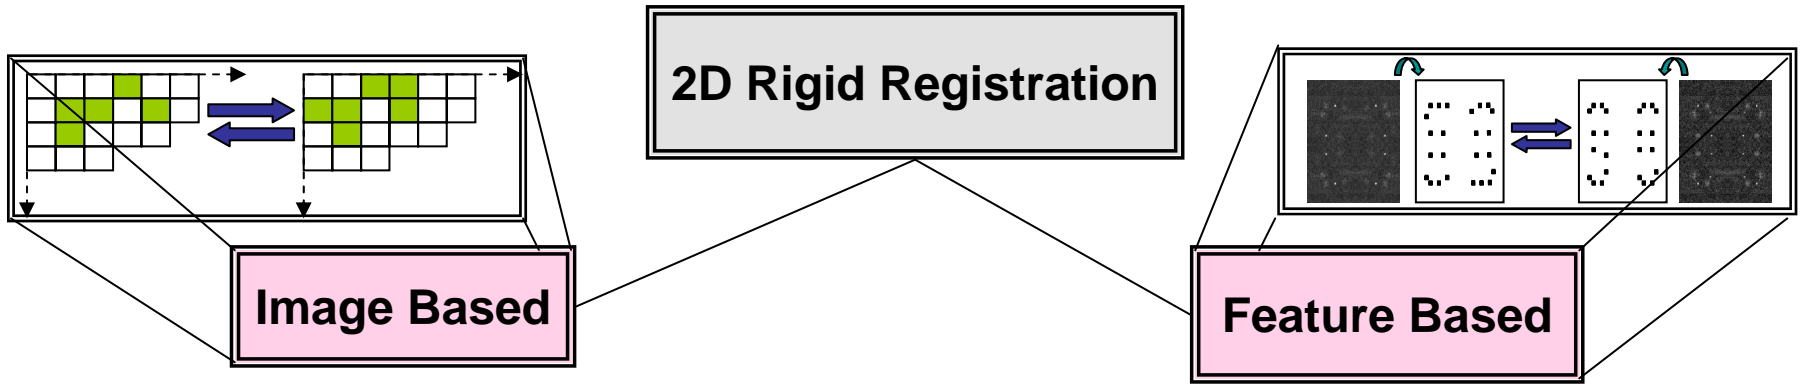 2D Rigid Registration
Image Based
Feature Based